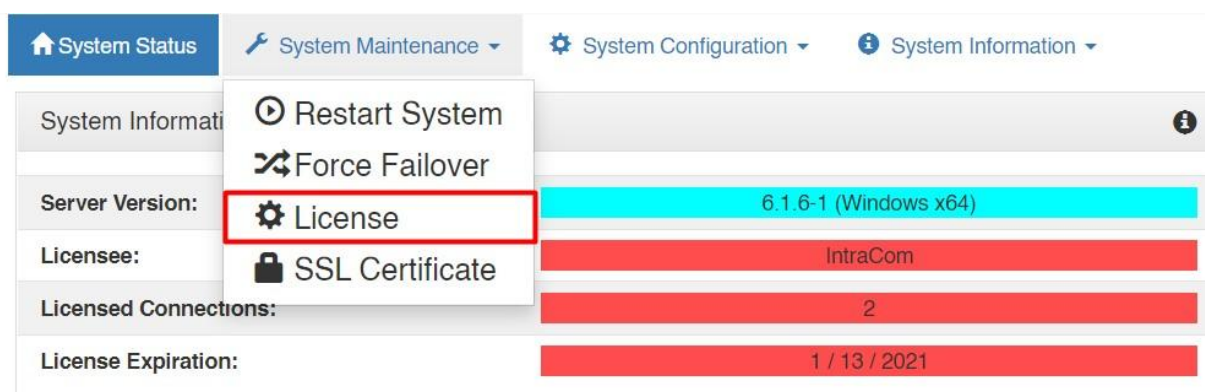 System Status System Maintenance System Configuration System Information
System Informati
Restart System
Force Failover
License
SSL Certificate
Server Version: 6.1.6-1 (Windows x64)
Licensee: IntraCom
Licensed Connections: 2
License Expiration: 1 / 13 / 2021